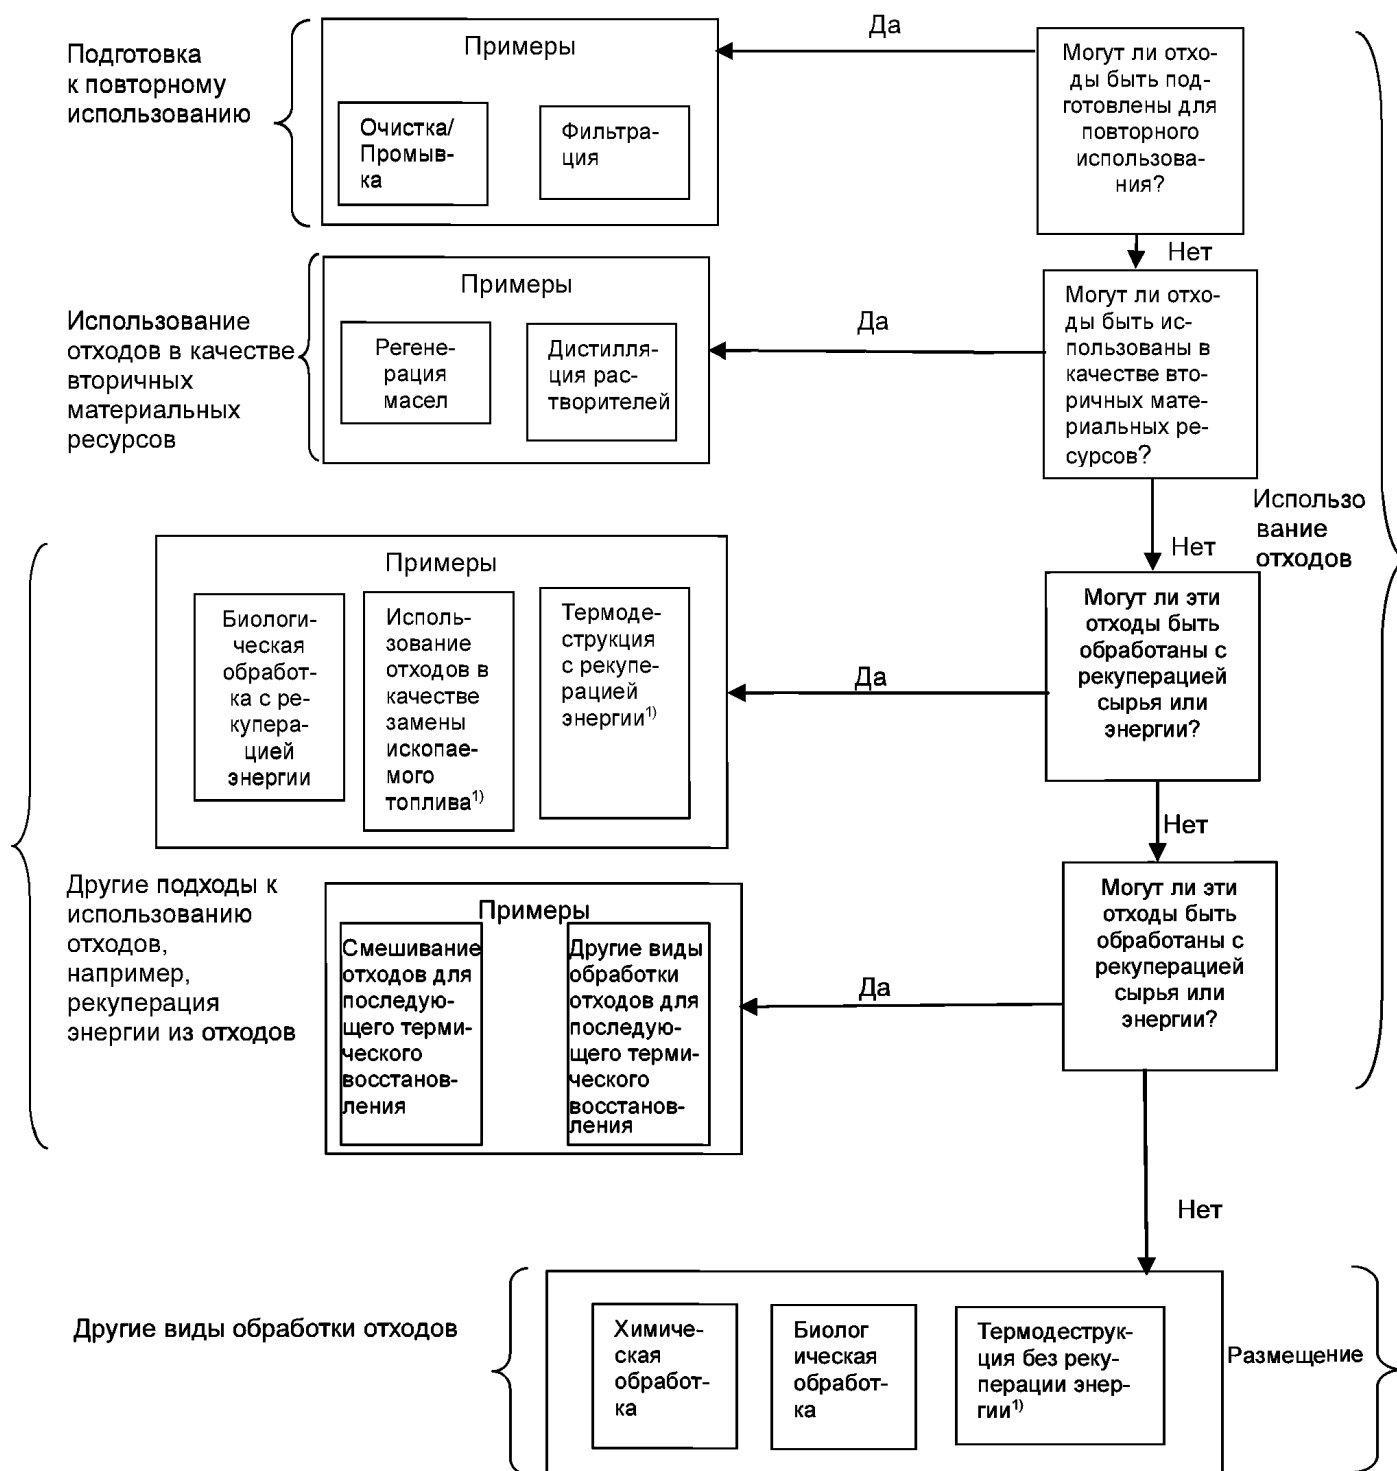 Подготовка
к повторному
использованию
Примеры
Очистка/
Промыв-
ка
Фильтра-
ция
Да
Могут ли отхо-
ды быть под-
готовлены для
повторного
использова-
ния?
Нет
Использование
отходов в качестве
вторичных
материальных
ресурсов
Примеры
Регене-
рация
масел
Дистилля-
ция рас-
творителей
Да
Могут ли отхо-
ды быть ис-
пользованы в
качестве вто-
ричных мате-
риальных ре-
сурсов?
Нет
Использо
вание
отходов
Примеры
Биологи-
ческая
обработ-
ка с ре-
купера-
цией
энергии
Исполь-
зование
отходов в
качестве
замены
ископае-
мого
топлива1)
Термоде-
струкция
с рекупе-
рацией
энергии1)
Да
Могут ли эти
отходы быть
обработаны с
рекуперацией
сырья или
энергии?
Нет
Другие подходы к
использованию
отходов,
например,
рекуперация
энергии из отходов
Примеры
Смешивание
отходов для
последую-
щего терми-
ческого
восстанов-
ления
Другие виды
обработки
отходов для
последую-
щего терми-
ческого
восстанов-
ления
Да
Могут ли эти
отходы быть
обработаны с
рекуперацией
сырья или
энергии?
Нет
Другие виды обработки отходов
Химиче-
ская
обработ-
ка
Биолог
ическая
обработ-
ка
Термодеструк-
ция без реку-
перации энер-
гии1)
Размещение